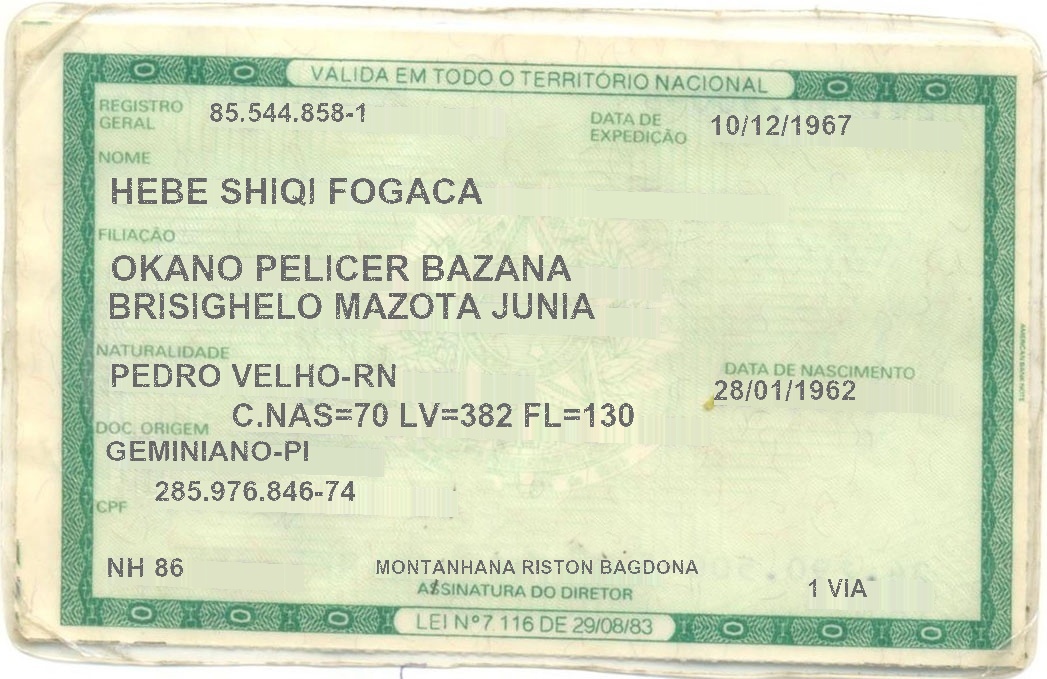 VALIDA EM TODO O TERRITÓRIO NACIONAL
REGISTRO GERAL 85.544.858-1 DATA DE EXPEDIÇÃO 10/12/1967
NOME
HEBE SHIQI FOGACA
FILIAÇÃO
OKANO PELICER BAZANA
BRISIGHELO MAZOTA JUNIA
NATURALIDADE
PEDRO VELHO-RN
DATA DE NASCIMENTO
28/01/1962
DOC. ORIGEM C.NAS=70 LV=382 FL=130
GEMINIANO-PI
CPF 285.976.846-74
NH 86 MONTANHANA RISTON BAGDONA
ASSINATURA DO DIRETOR
1 VIA
LEI Nº 7.116 DE 29/08/83